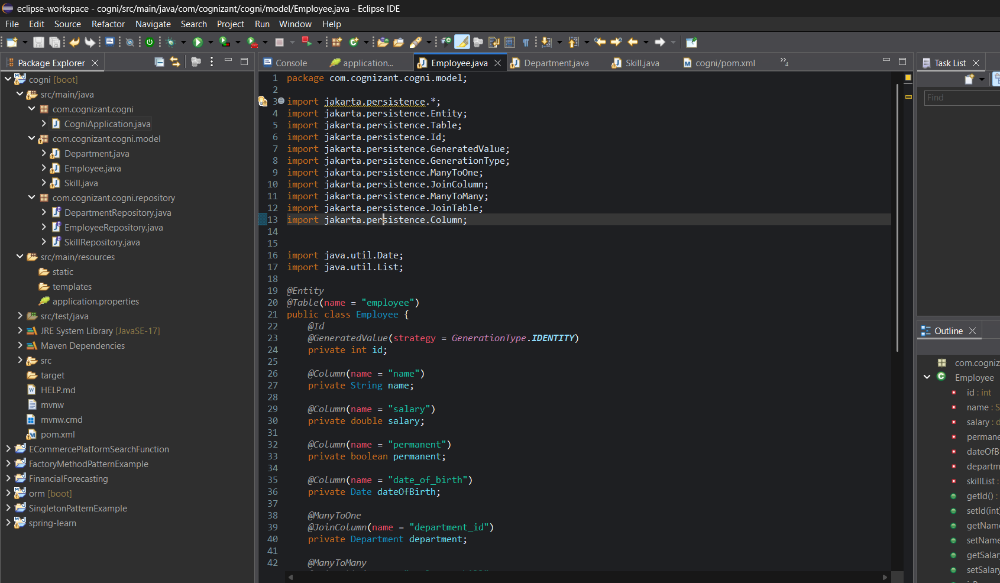 eclipse-workspace - cogni/src/main/java/com/cognizant/cogni/model/Employee.java - Eclipse IDE
File Edit Source Refactor Navigate Search Project Run Window Help
Package Explorer
cogni [boot]
src/main/java
com.cognizant.cogni
CogniApplication.java
com.cognizant.cogni.model
Department.java
Employee.java
Skill.java
com.cognizant.cogni.repository
DepartmentRepository.java
EmployeeRepository.java
SkillRepository.java
src/main/resources
static
templates
application.properties
src/test/java
JRE System Library [JavaSE-17]
Maven Dependencies
src
target
HELP.md
mvnw
mvnw.cmd
pom.xml
ECommercePlatformSearchFunction
FactoryMethodPatternExample
FinancialForecasting
orm [boot]
SingletonPatternExample
spring-learn
Console application... Employee.java Department.java Skill.java cogni/pom.xml »4
1 package com.cognizant.cogni.model;
2
3 import jakarta.persistence.*;
4 import jakarta.persistence.Entity;
5 import jakarta.persistence.Table;
6 import jakarta.persistence.Id;
7 import jakarta.persistence.GeneratedValue;
8 import jakarta.persistence.GenerationType;
9 import jakarta.persistence.ManyToOne;
10 import jakarta.persistence.JoinColumn;
11 import jakarta.persistence.ManyToMany;
12 import jakarta.persistence.JoinTable;
13 import jakarta.persistence.Column;
14
15
16 import java.util.Date;
17 import java.util.List;
18
19 @Entity
20 @Table(name = "employee")
21 public class Employee {
22 @Id
23 @GeneratedValue(strategy = GenerationType.IDENTITY)
24 private int id;
25
26 @Column(name = "name")
27 private String name;
28
29 @Column(name = "salary")
30 private double salary;
31
32 @Column(name = "permanent")
33 private boolean permanent;
34
35 @Column(name = "date_of_birth")
36 private Date dateOfBirth;
37
38 @ManyToOne
39 @JoinColumn(name = "department_id")
40 private Department department;
41
42 @ManyToMany
Task List
Find
Outline
com.cogniz
Employee
id : int
name : S
salary : d
permane
dateOfB
departm
skillList :
getId() :
setId(int)
getName
setName
getSalar
setSalary